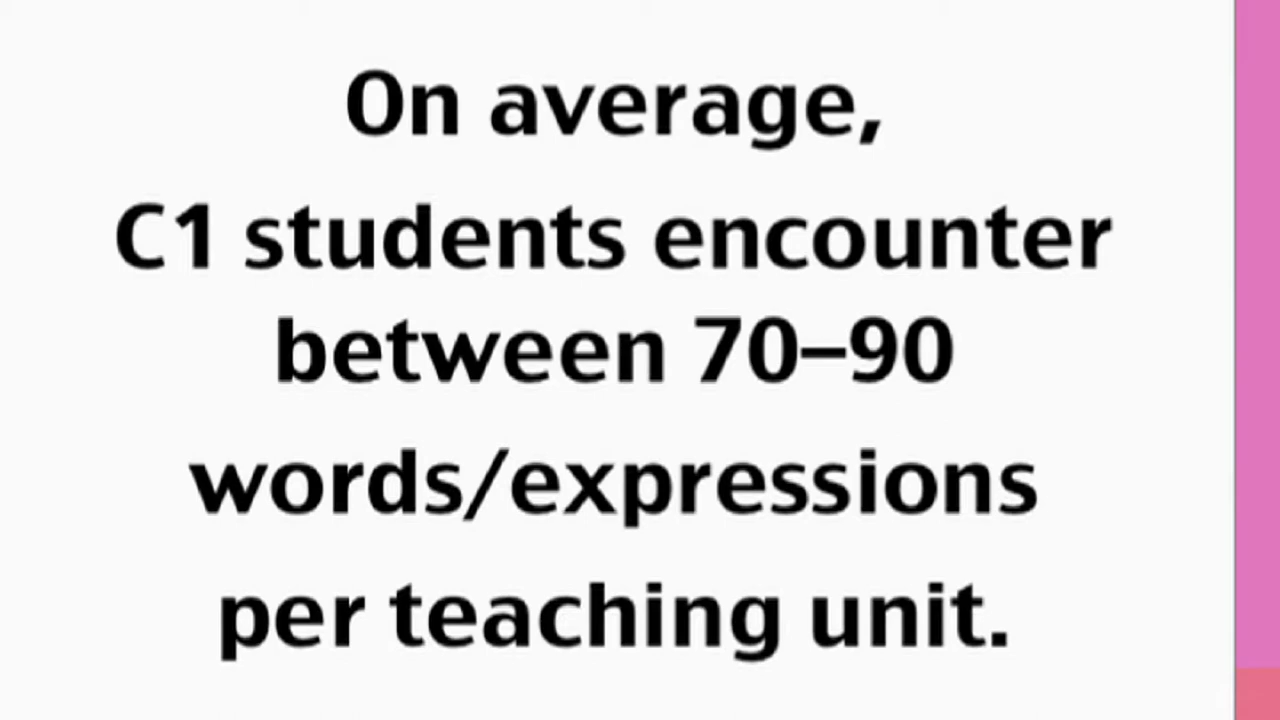 On average,
C1 students encounter
between 70–90
words/expressions
per teaching unit.